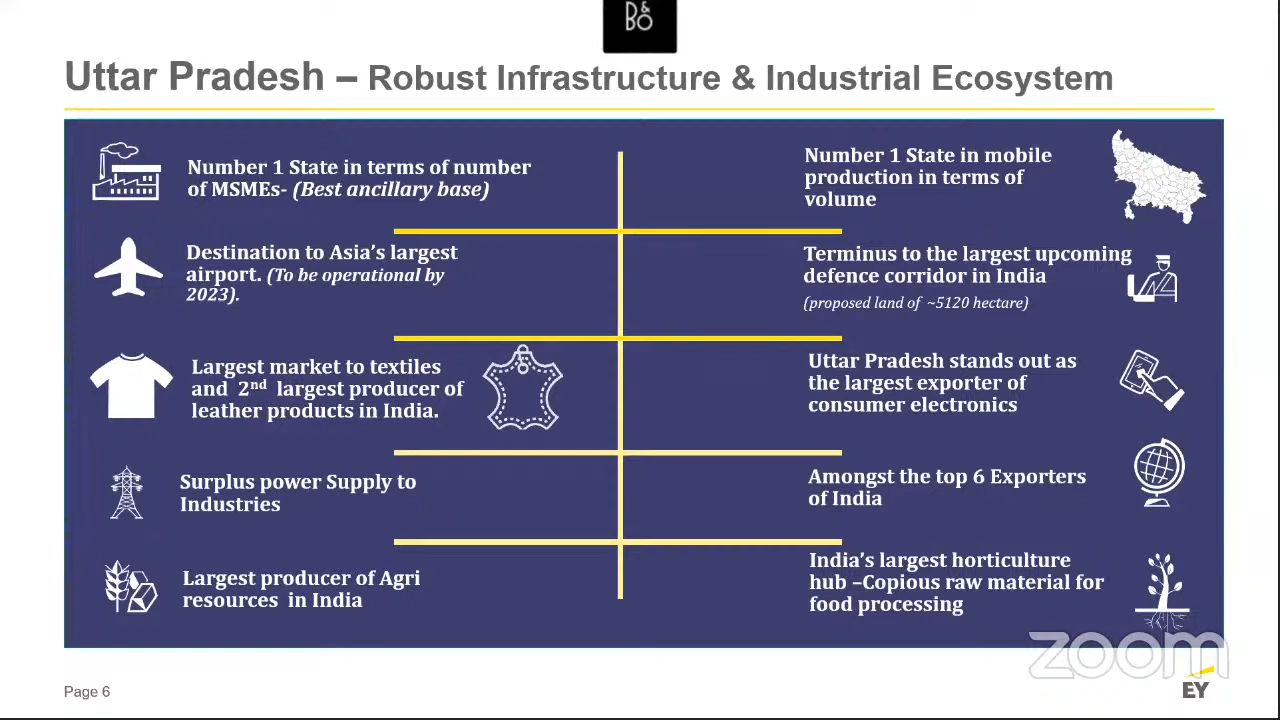 D&
BO
Uttar Pradesh – Robust Infrastructure & Industrial Ecosystem
Number 1 State in terms of number
of MSMEs- (Best ancillary base)
Destination to Asia's largest
airport. (To be operational by
2023).
Largest market to textiles
and 2nd largest producer of
leather products in India.
Surplus power Supply to
Industries
Largest producer of Agri
resources in India
Number 1 State in mobile
production in terms of
volume
Terminus to the largest upcoming
defence corridor in India
(proposed land of ~5120 hectare)
Uttar Pradesh stands out as
the largest exporter of
consumer electronics
Amongst the top 6 Exporters
of India
India's largest horticulture
hub –Copious raw material for
food processing
zoom
Page 6
EY